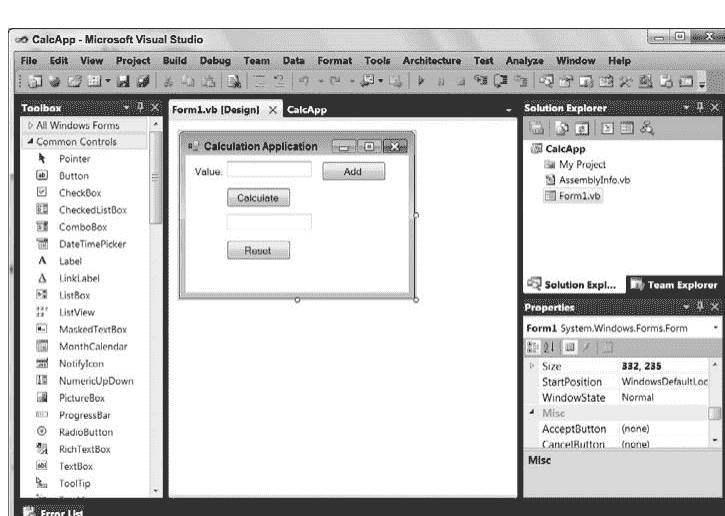 CalcApp - Microsoft Visual Studio
File Edit View Project Build Debug Team Data Format Tools Architecture Test Analyze Window Help
Toolbox
All Windows Forms
Common Controls
Pointer
Button
CheckBox
CheckedListBox
ComboBox
DateTimePicker
Label
LinkLabel
ListBox
ListView
MaskedTextBox
MonthCalendar
NotifyIcon
NumericUpDown
PictureBox
ProgressBar
RadioButton
RichTextBox
TextBox
ToolTip
Form1.vb [Design] CalcApp
Calculation Application
Value: Add
Calculate
Reset
Solution Explorer
CalcApp
My Project
AssemblyInfo.vb
Form1.vb
Solution Expl... Team Explorer
Properties
Form1 System.Windows.Forms.Form
Size 332, 235
StartPosition WindowsDefaultLoc
WindowState Normal
Misc
AcceptButton (none)
CancelButton (none)
Misc
Error List